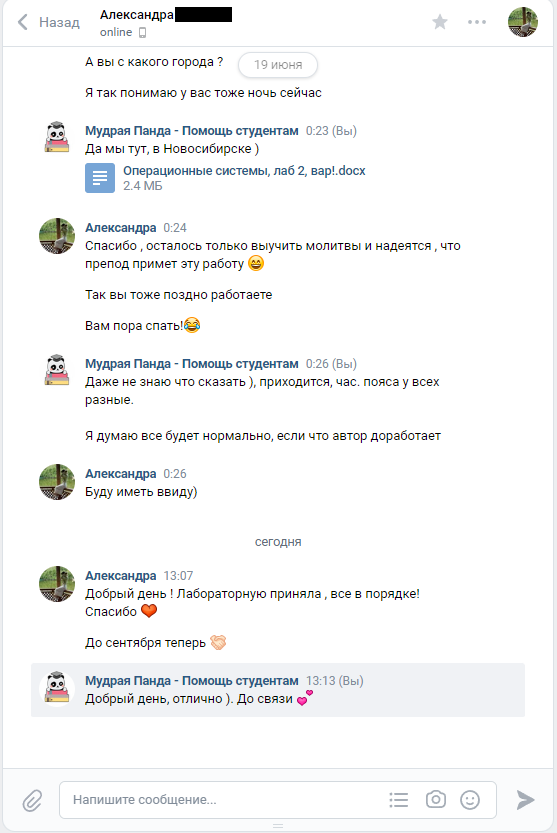 Назад
Александра
online
19 июня
А вы с какого города ?
Я так понимаю у вас тоже ночь сейчас
Мудрая Панда - Помощь студентам 0:23 (Вы)
Да мы тут, в Новосибирске )
Операционные системы, лаб 2, вар!.docx
2.4 МБ
Александра 0:24
Спасибо , осталось только выучить молитвы и надеятся , что
препод примет эту работу 😄
Так вы тоже поздно работаете
Вам пора спать!😂
Мудрая Панда - Помощь студентам 0:26 (Вы)
Даже не знаю что сказать ), приходится, час. пояса у всех
разные.
Я думаю все будет нормально, если что автор доработает
Александра 0:26
Буду иметь ввиду)
сегодня
Александра 13:07
Добрый день ! Лабораторную приняла , все в порядке!
Спасибо ❤
До сентября теперь 🤝🏻
Мудрая Панда - Помощь студентам 13:13 (Вы)
Добрый день, отлично ). До связи 💕
Напишите сообщение...